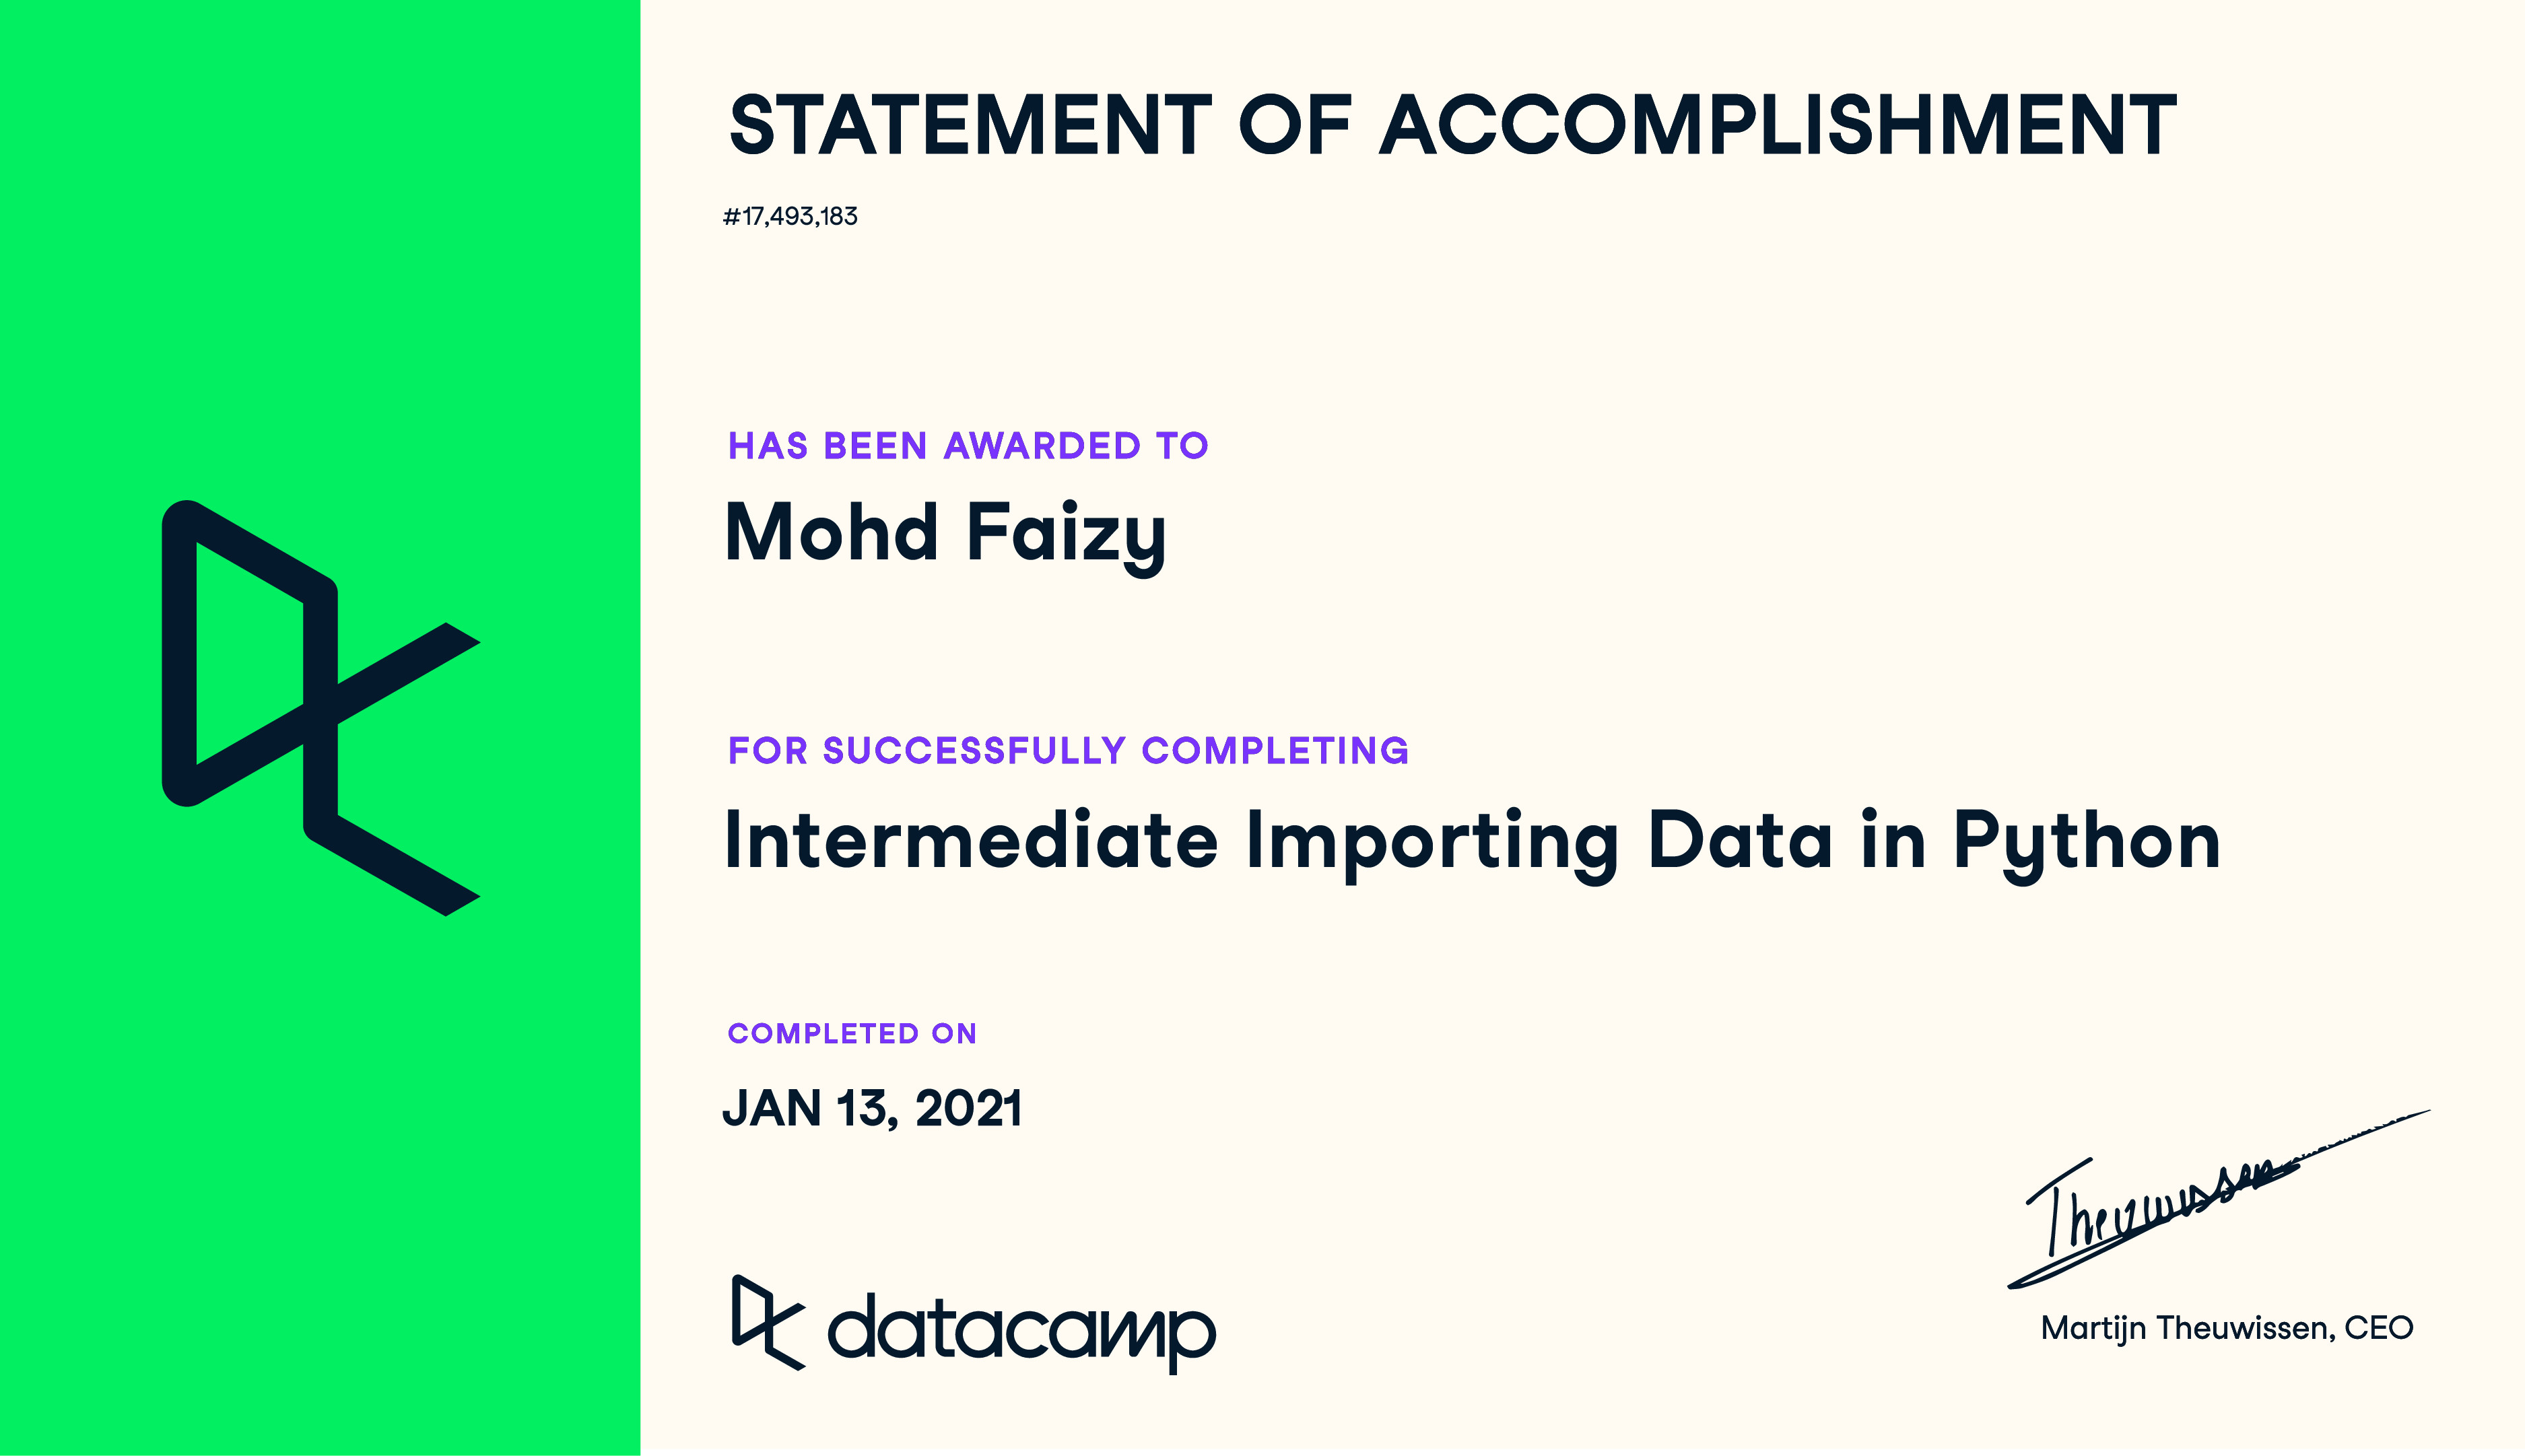 STATEMENT OF ACCOMPLISHMENT
#17,493,183
HAS BEEN AWARDED TO
Mohd Faizy
FOR SUCCESSFULLY COMPLETING
Intermediate Importing Data in Python
COMPLETED ON
JAN 13, 2021
Theuwissen
datacamp
Martijn Theuwissen, CEO